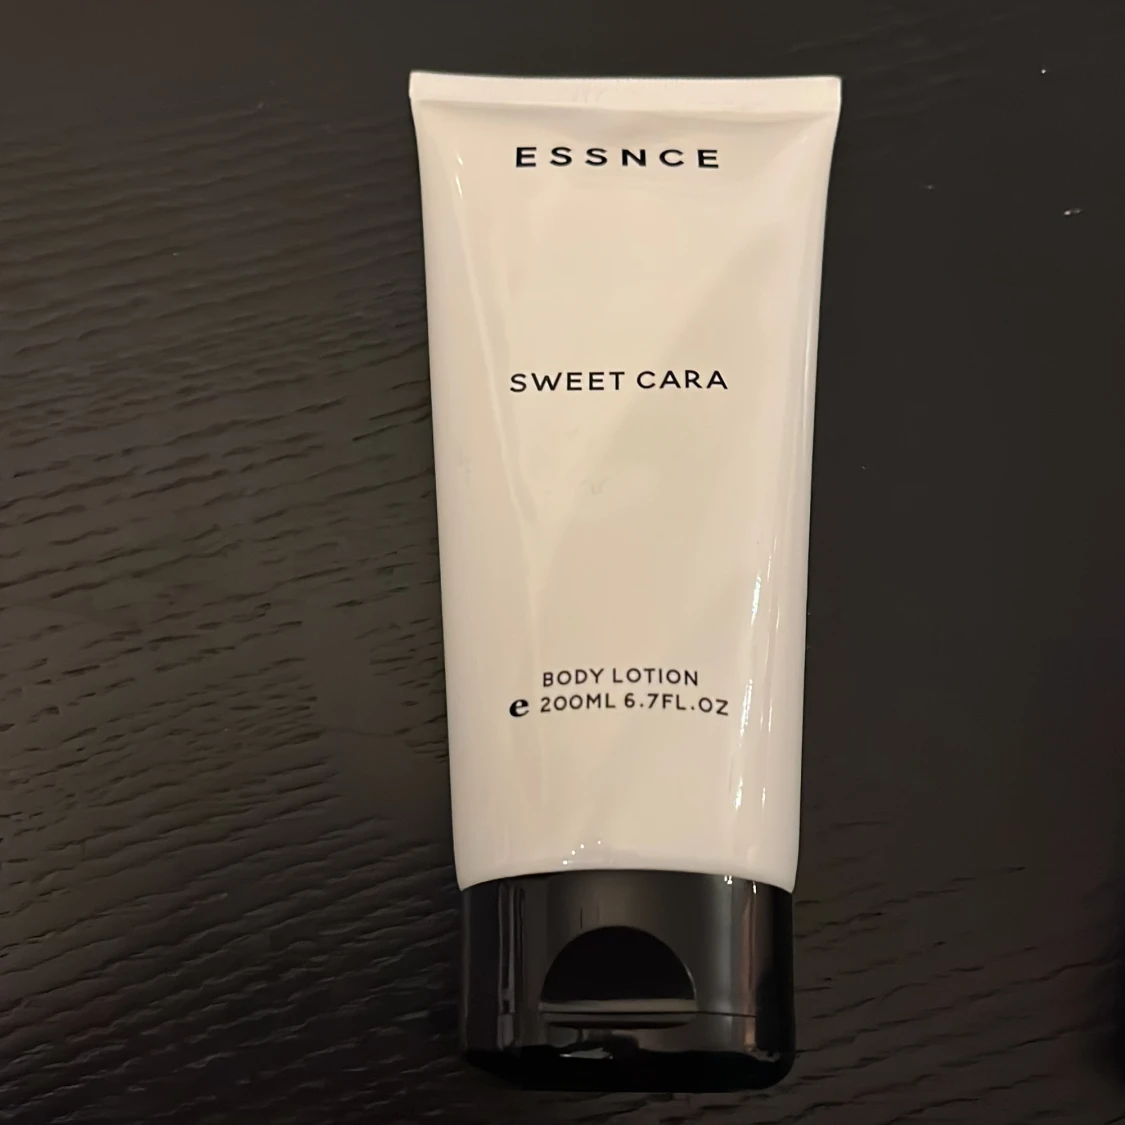 ESSNCE
SWEET CARA
BODY LOTION
℮ 200ML 6.7FL.OZ